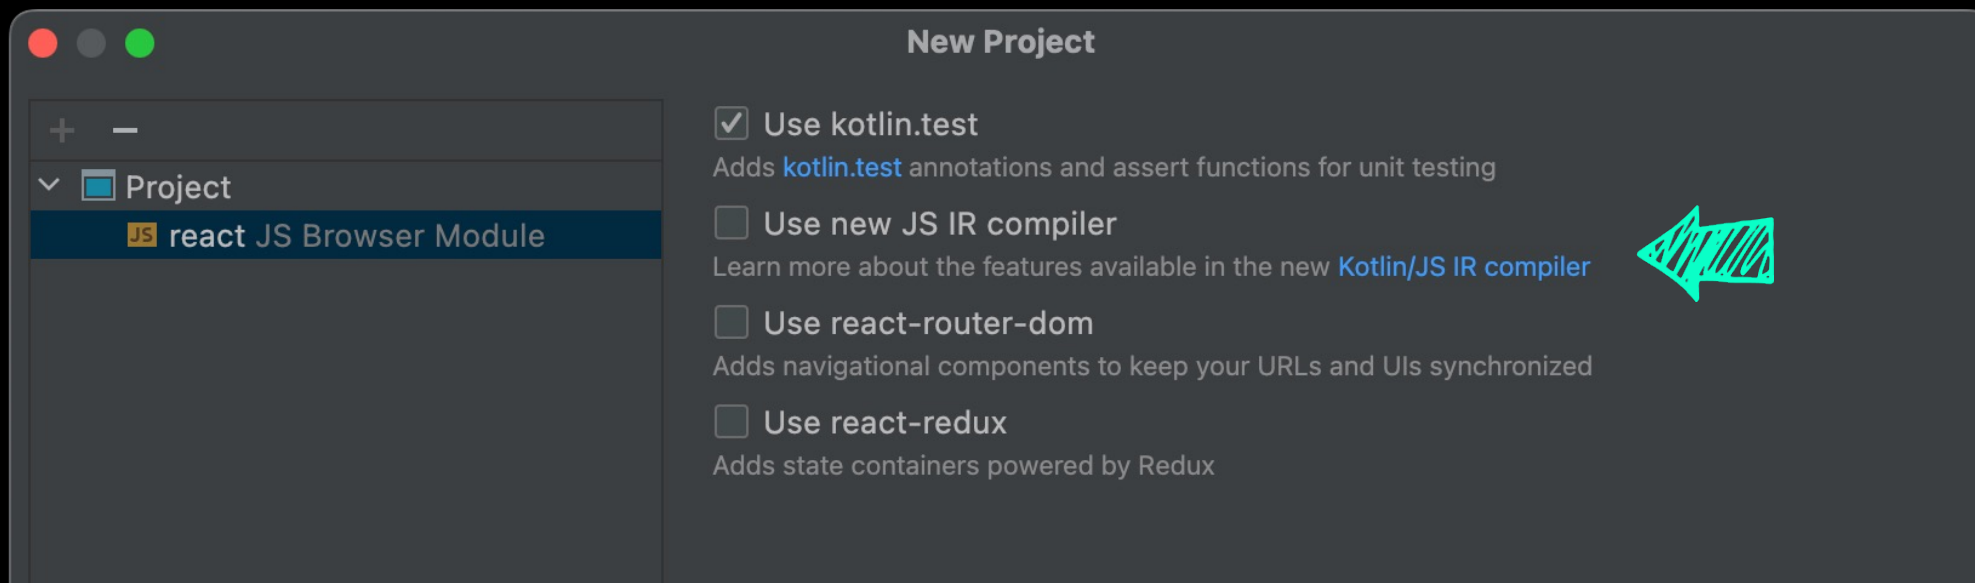 New Project
Project
JS react JS Browser Module
Use kotlin.test
Adds kotlin.test annotations and assert functions for unit testing
Use new JS IR compiler
Learn more about the features available in the new Kotlin/JS IR compiler
Use react-router-dom
Adds navigational components to keep your URLs and UIs synchronized
Use react-redux
Adds state containers powered by Redux